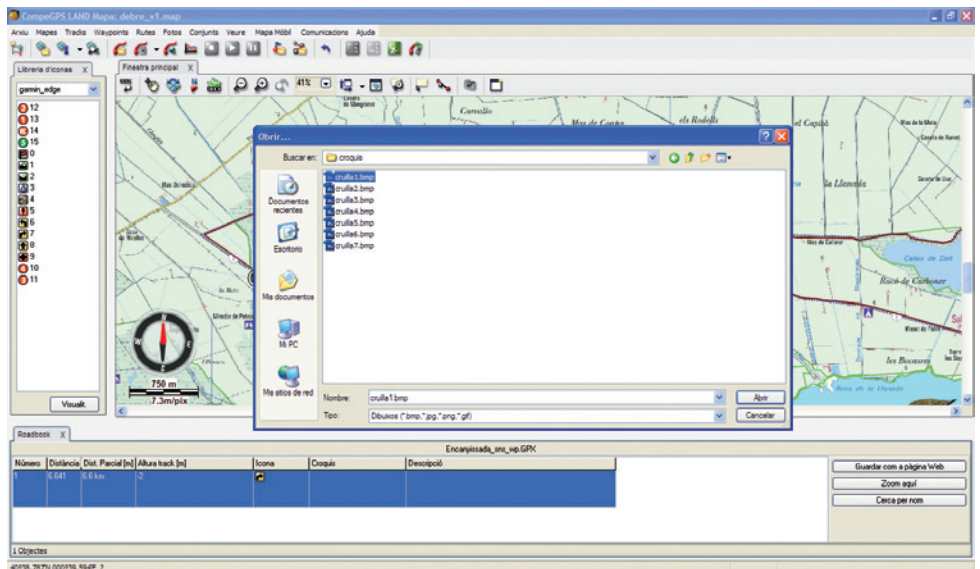 CompeGPS LAND Mapa: debre_v1.map
Arxiu Mapes Tracks Waypoints Rutes Fotos Conjunts Veure Mapa Mòbil Comunicacions Ajuda
Llibreria d'icones X
Finestra principal X
garmin_edge
41%
12
13
14
15
0
1
2
3
4
5
6
7
8
9
10
11
Visualit.
Casallo
els Rodells
el Capità
la Llanada
Mas de la Mola
Racó de Carboner
les Bocasses
750 m
7.3m/pix
Obrir...
Buscar en: croquis
Documentos recientes
Escritorio
Mis documentos
Mi PC
Mis sitios de red
cruilla1.bmp
cruilla2.bmp
cruilla3.bmp
cruilla4.bmp
cruilla5.bmp
cruilla6.bmp
cruilla7.bmp
Nombre: cruilla1.bmp Abrir
Tipo: Dibuixos (*bmp,*jpg,*png,*gif) Cancelar
Roadbook X
Encanyissada_sns_wp.GPX
Número Distància Dist. Parcial [m] Altura track [m] Icona Croquis Descripció
1 6.641 6.6 km -2
Guardar com a pàgina Web
Zoom aquí
Cerca per nom
1 Objectes